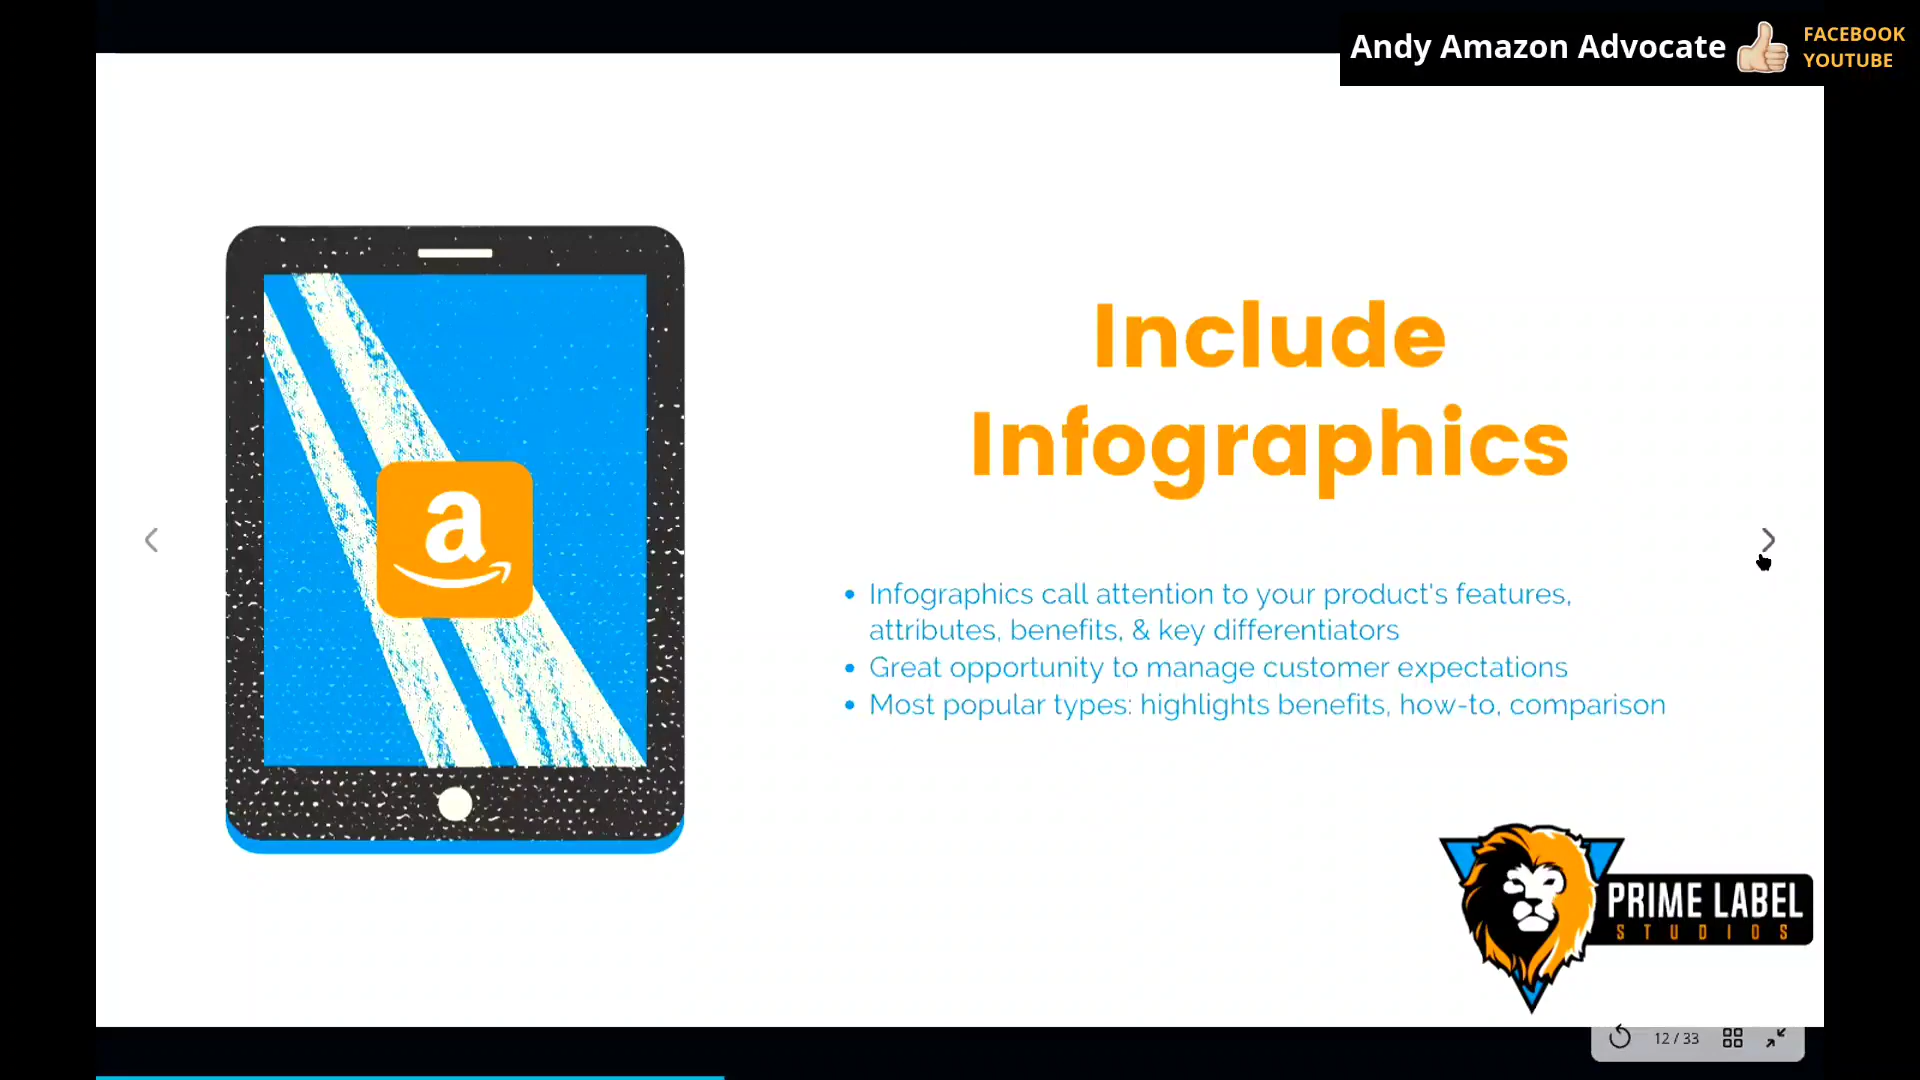 Andy Amazon Advocate
FACEBOOK
YOUTUBE
Include
Infographics
• Infographics call attention to your product's features,
attributes, benefits, & key differentiators
• Great opportunity to manage customer expectations
• Most popular types: highlights benefits, how-to, comparison
a
PRIME LABEL
STUDIOS
12 / 33